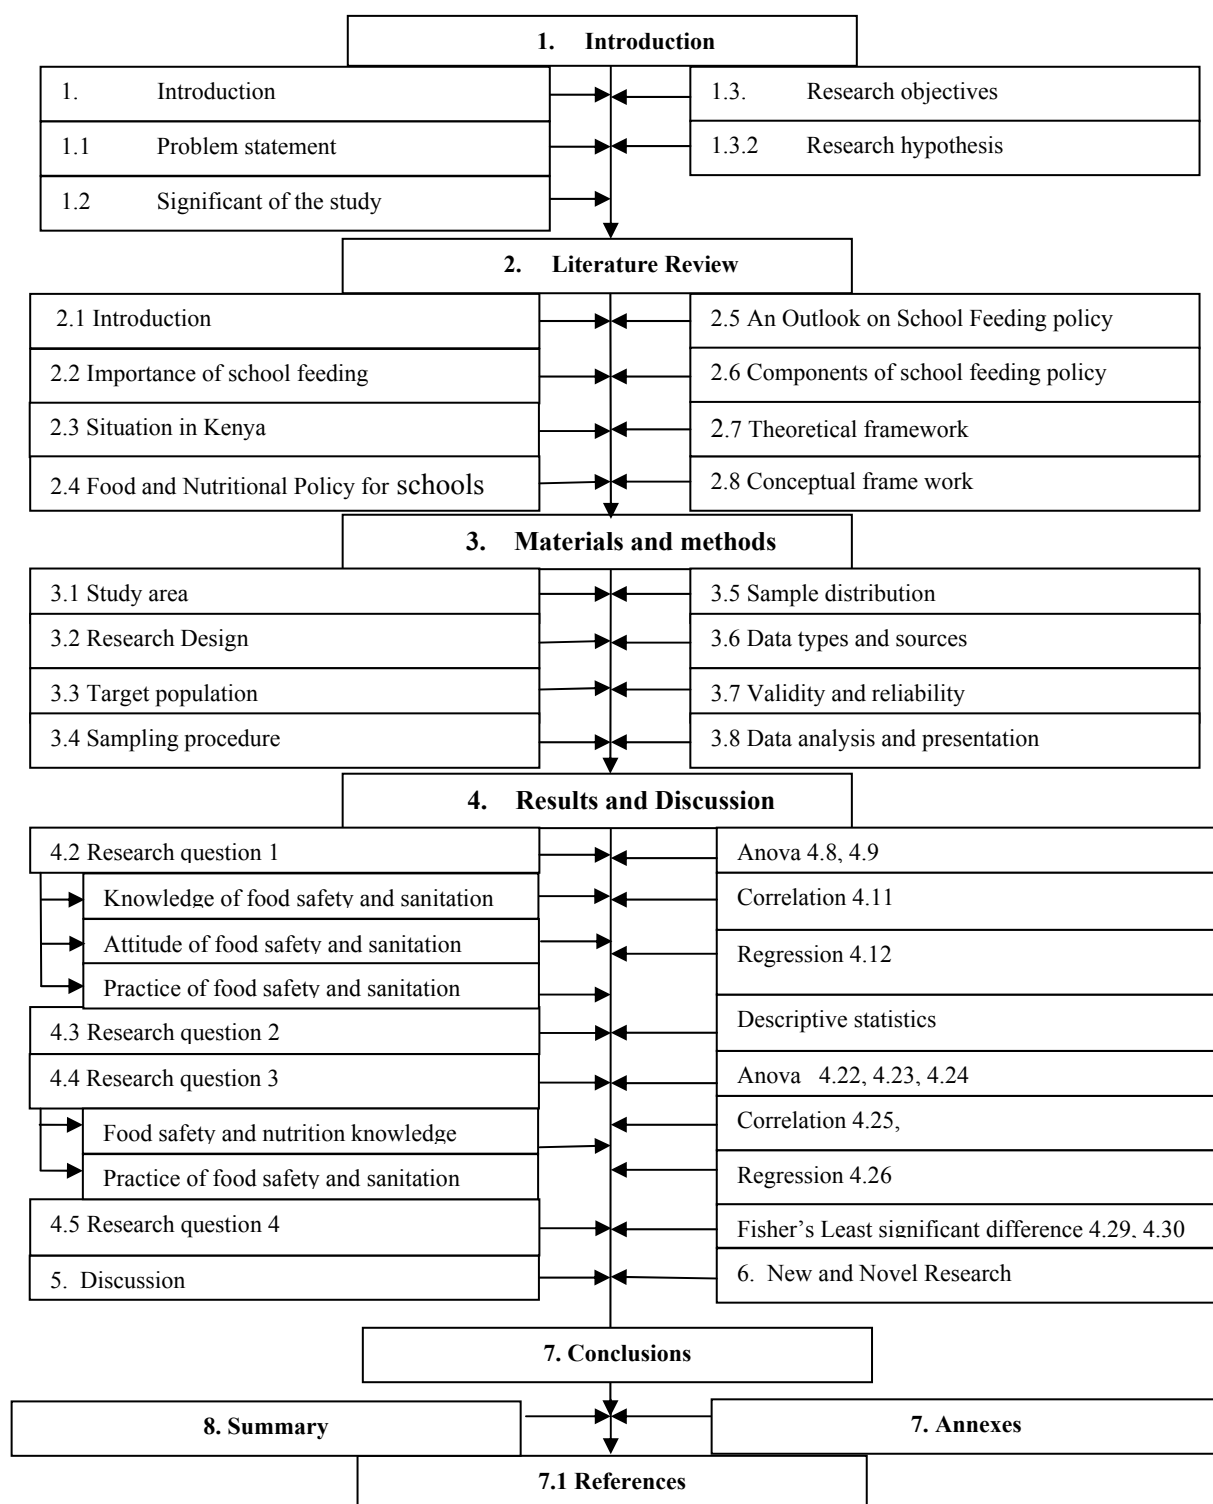 1. Introduction
1. Introduction
1.1 Problem statement
1.2 Significant of the study
1.3. Research objectives
1.3.2 Research hypothesis
2. Literature Review
2.1 Introduction
2.2 Importance of school feeding
2.3 Situation in Kenya
2.4 Food and Nutritional Policy for schools
2.5 An Outlook on School Feeding policy
2.6 Components of school feeding policy
2.7 Theoretical framework
2.8 Conceptual frame work
3. Materials and methods
3.1 Study area
3.2 Research Design
3.3 Target population
3.4 Sampling procedure
3.5 Sample distribution
3.6 Data types and sources
3.7 Validity and reliability
3.8 Data analysis and presentation
4. Results and Discussion
4.2 Research question 1
Knowledge of food safety and sanitation
Attitude of food safety and sanitation
Practice of food safety and sanitation
4.3 Research question 2
4.4 Research question 3
Food safety and nutrition knowledge
Practice of food safety and sanitation
4.5 Research question 4
5. Discussion
Anova 4.8, 4.9
Correlation 4.11
Regression 4.12
Descriptive statistics
Anova 4.22, 4.23, 4.24
Correlation 4.25,
Regression 4.26
Fisher's Least significant difference 4.29, 4.30
6. New and Novel Research
7. Conclusions
8. Summary
7. Annexes
7.1 References